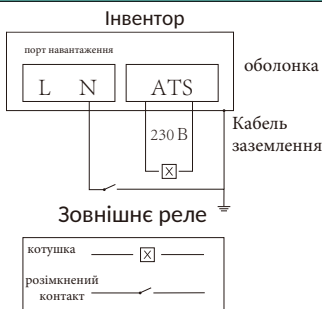 Інвентор
порт навантаження
оболонка
L N
ATS
230 В
Кабель
заземлення
Зовнішнє реле
котушка
розімкнений
контакт